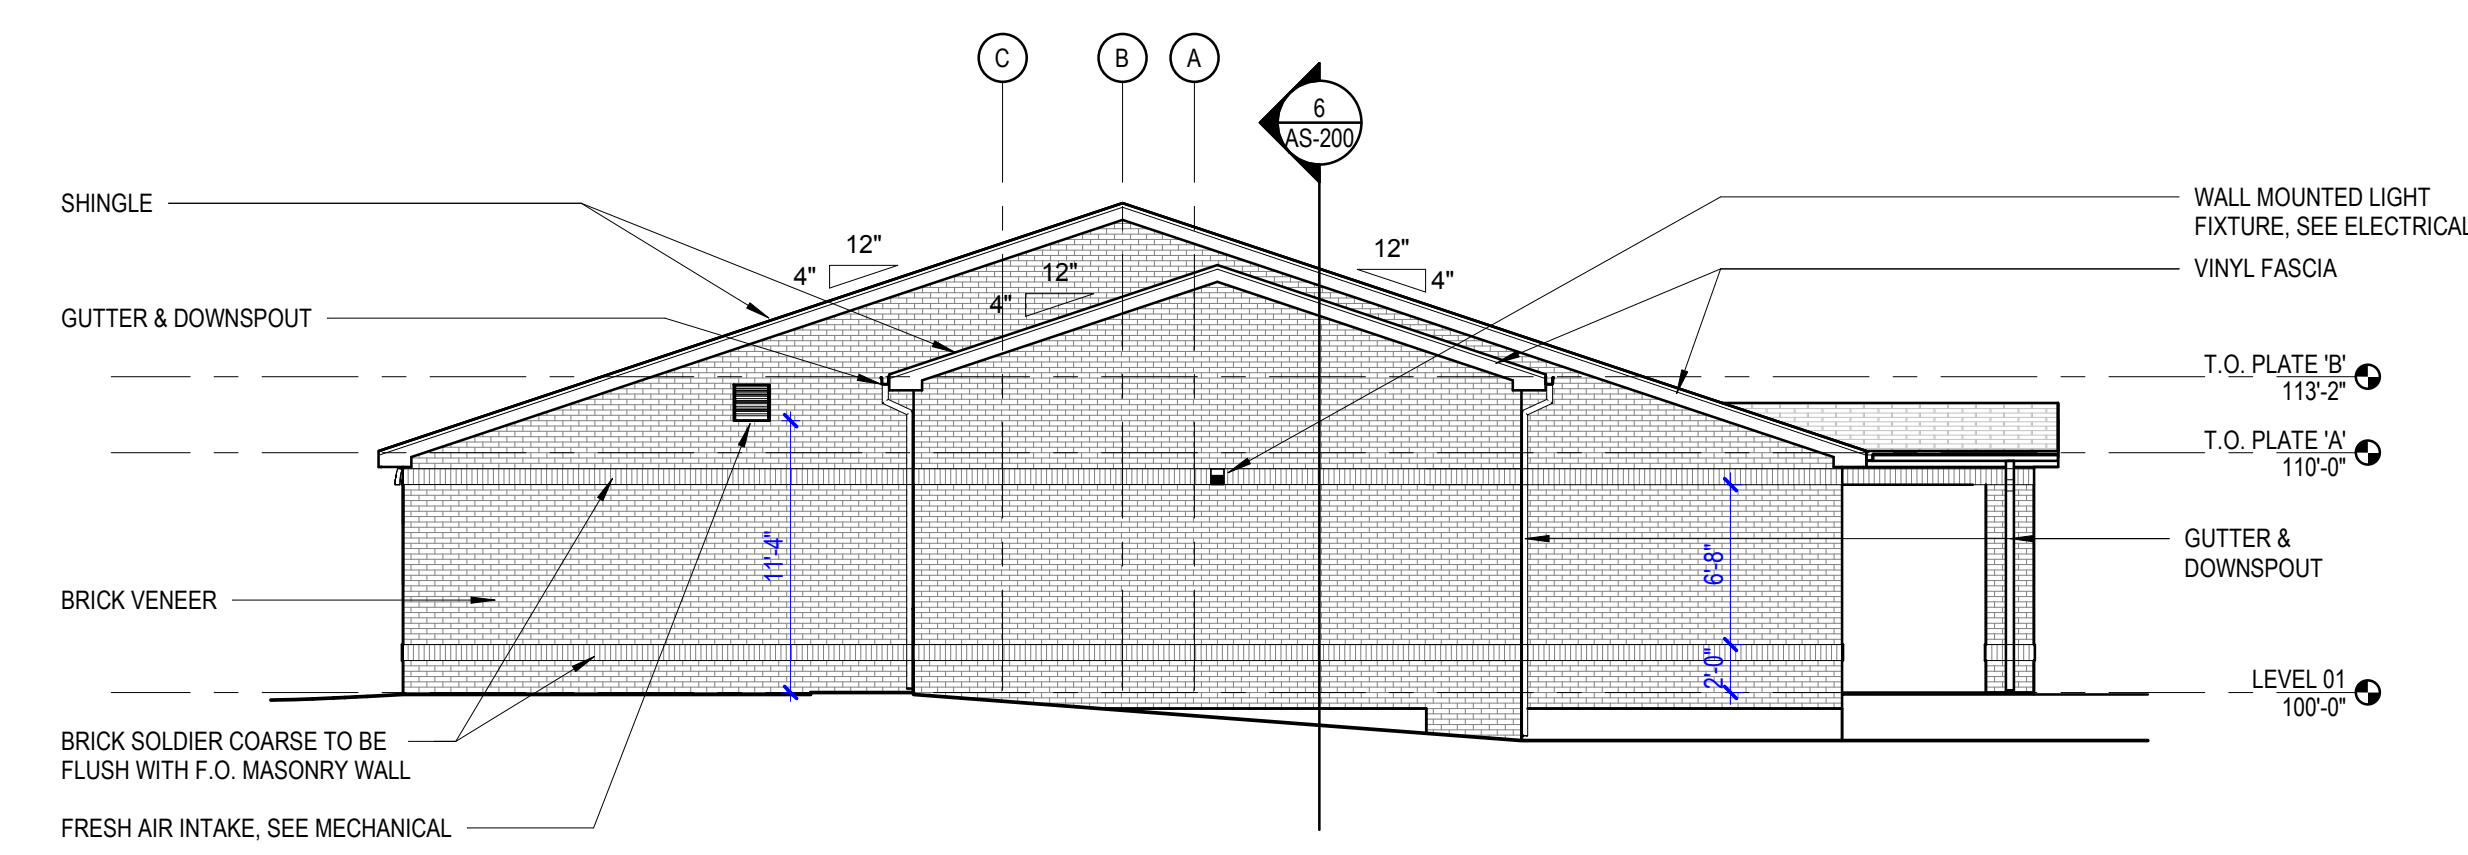 C
B
A
6
AS-200
SHINGLE
WALL MOUNTED LIGHT
FIXTURE, SEE ELECTRICAL
12"
4"
12"
4"
12"
4"
VINYL FASCIA
GUTTER & DOWNSPOUT
T.O. PLATE 'B'
113'-2"
T.O. PLATE 'A'
110'-0"
11'-4"
6'-8"
GUTTER &
DOWNSPOUT
BRICK VENEER
2'-0"
LEVEL 01
100'-0"
BRICK SOLDIER COARSE TO BE
FLUSH WITH F.O. MASONRY WALL
FRESH AIR INTAKE, SEE MECHANICAL